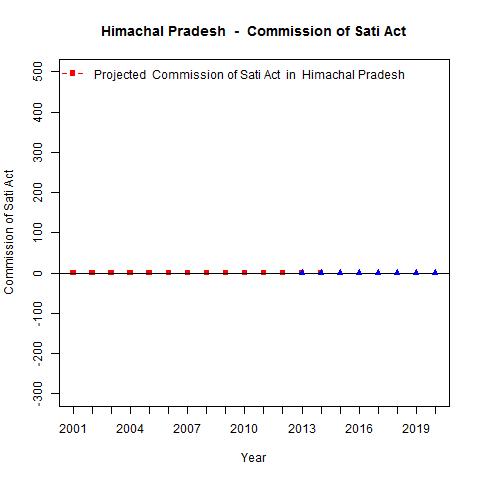 Himachal Pradesh - Commission of Sati Act
Projected Commission of Sati Act in Himachal Pradesh
Commission of Sati Act
500
400
300
200
100
0
-100
-200
-300
2001 2004 2007 2010 2013 2016 2019
Year